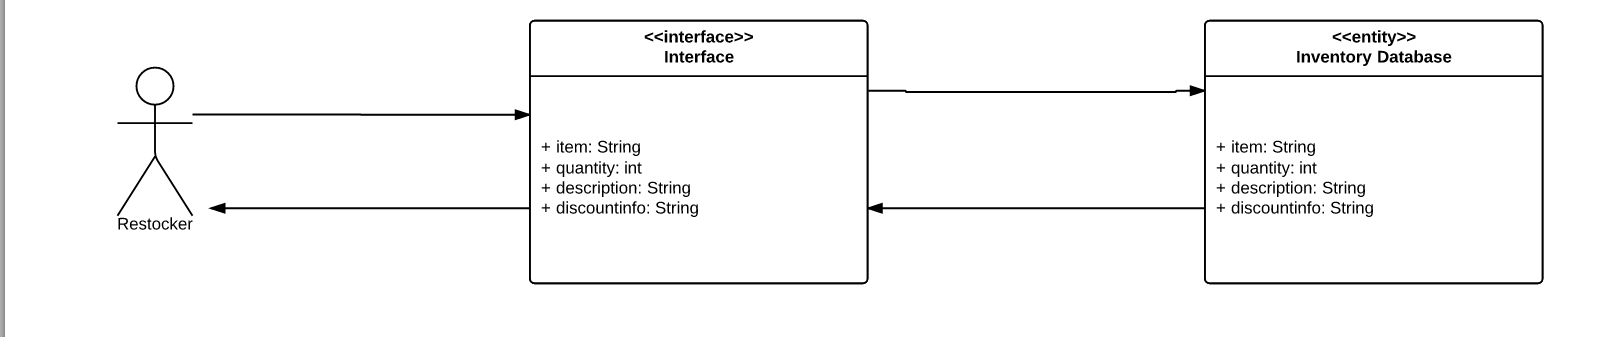 <<interface>>
Interface
+ item: String
+ quantity: int
+ description: String
+ discountinfo: String
<<entity>>
Inventory Database
+ item: String
+ quantity: int
+ description: String
+ discountinfo: String
Restocker